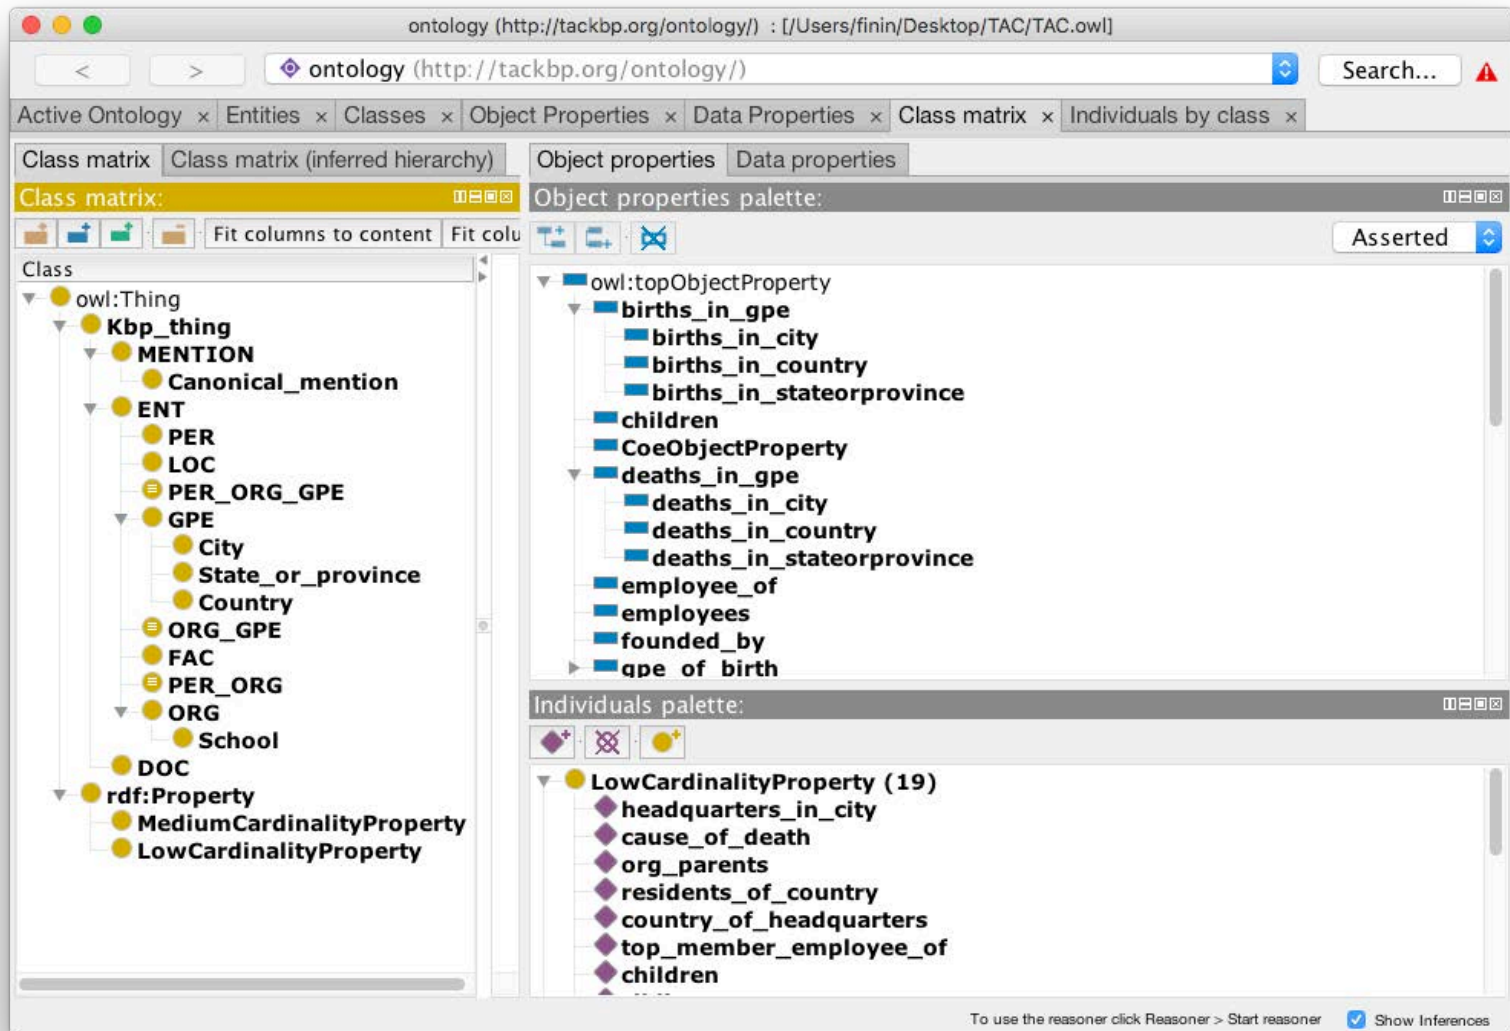 ontology (http://tackbp.org/ontology/) : [/Users/finin/Desktop/TAC/TAC.owl]
< > ontology (http://tackbp.org/ontology/) Search...
Active Ontology × Entities × Classes × Object Properties × Data Properties × Class matrix × Individuals by class ×
Class matrix Class matrix (inferred hierarchy)
Class matrix:
Fit columns to content Fit colu
Class
owl:Thing
Kbp_thing
MENTION
Canonical_mention
ENT
PER
LOC
PER_ORG_GPE
GPE
City
State_or_province
Country
ORG_GPE
FAC
PER_ORG
ORG
School
DOC
rdf:Property
MediumCardinalityProperty
LowCardinalityProperty
Object properties Data properties
Object properties palette:
Asserted
owl:topObjectProperty
births_in_gpe
births_in_city
births_in_country
births_in_stateorprovince
children
CoeObjectProperty
deaths_in_gpe
deaths_in_city
deaths_in_country
deaths_in_stateorprovince
employee_of
employees
founded_by
gpe_of_birth
Individuals palette:
LowCardinalityProperty (19)
headquarters_in_city
cause_of_death
org_parents
residents_of_country
country_of_headquarters
top_member_employee_of
children
To use the reasoner click Reasoner > Start reasoner Show Inferences